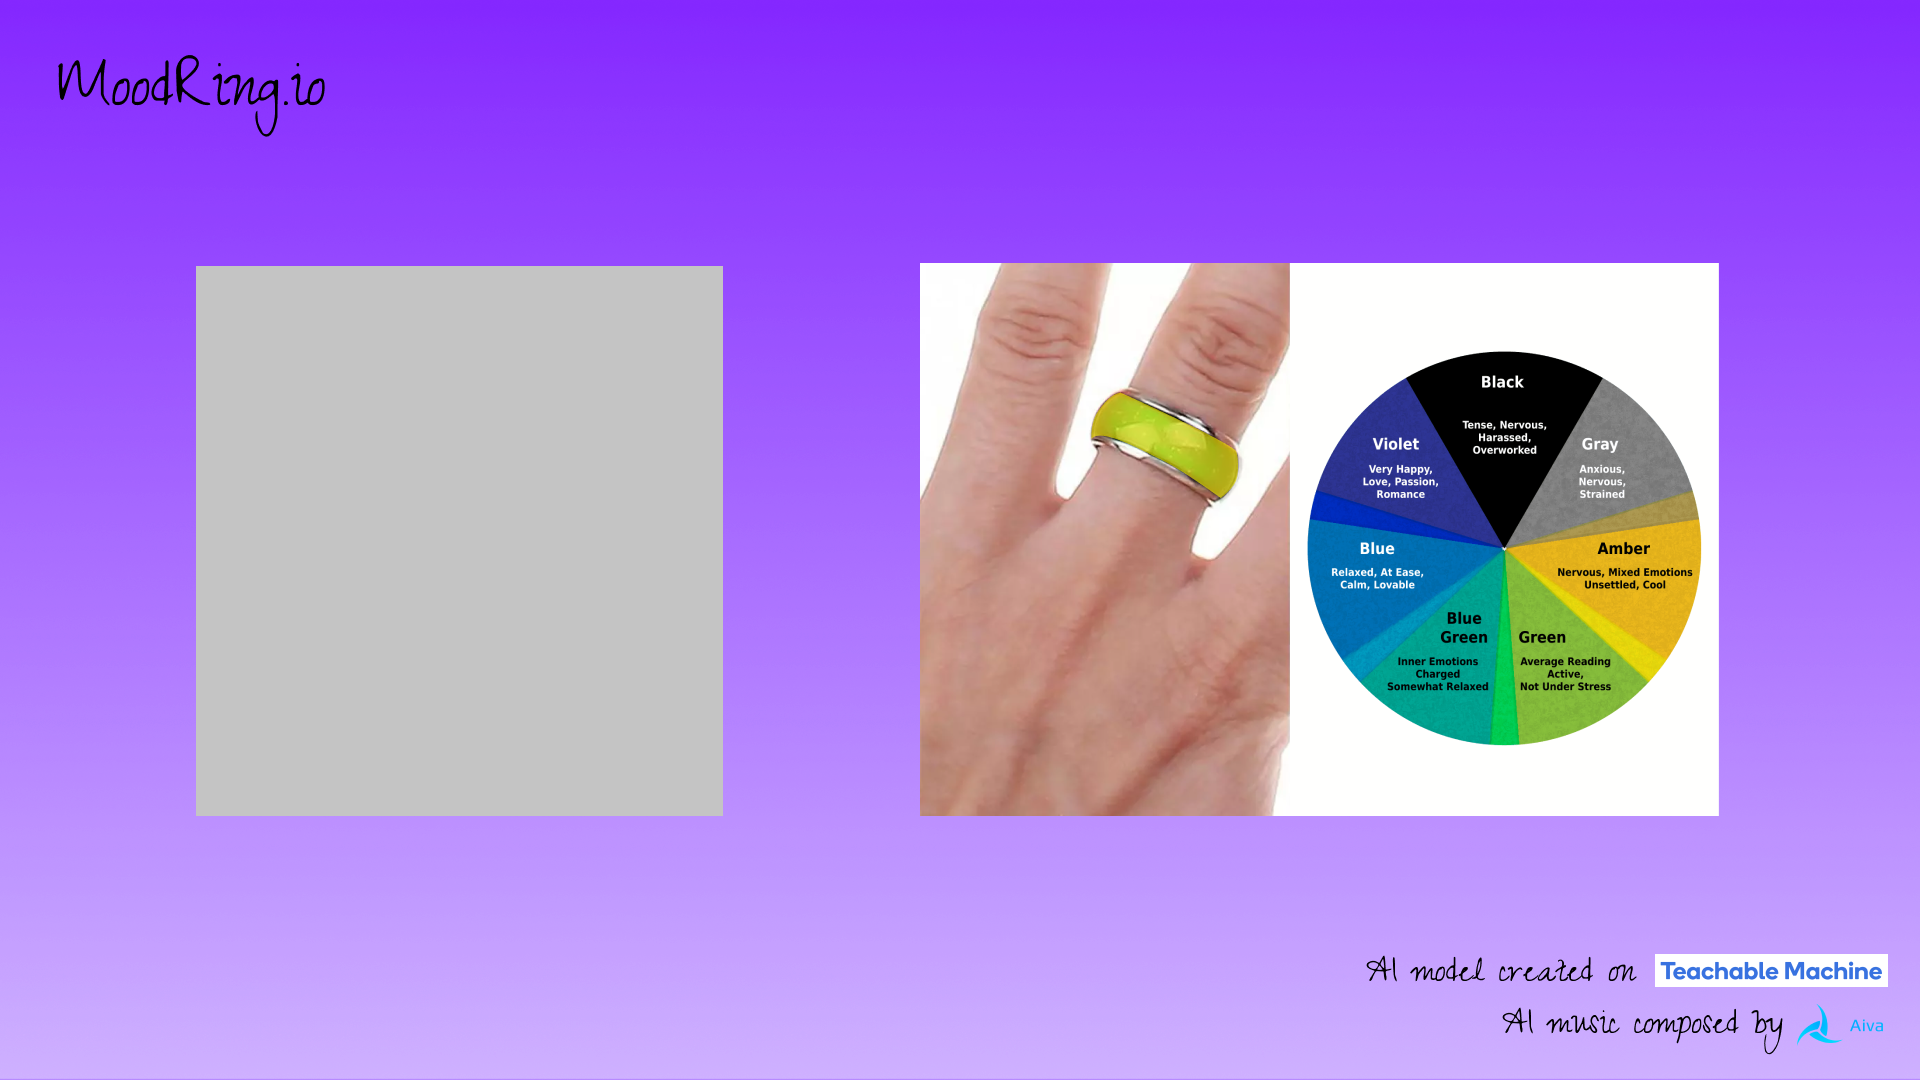 MoodRing.io
Black
Tense, Nervous,
Harassed,
Overworked
Violet
Very Happy,
Love, Passion,
Romance
Gray
Anxious,
Nervous,
Strained
Blue
Relaxed, At Ease,
Calm, Lovable
Amber
Nervous, Mixed Emotions
Unsettled, Cool
Blue
Green
Inner Emotions
Charged
Somewhat Relaxed
Green
Average Reading
Active,
Not Under Stress
AI model created on Teachable Machine
AI music composed by Aiva